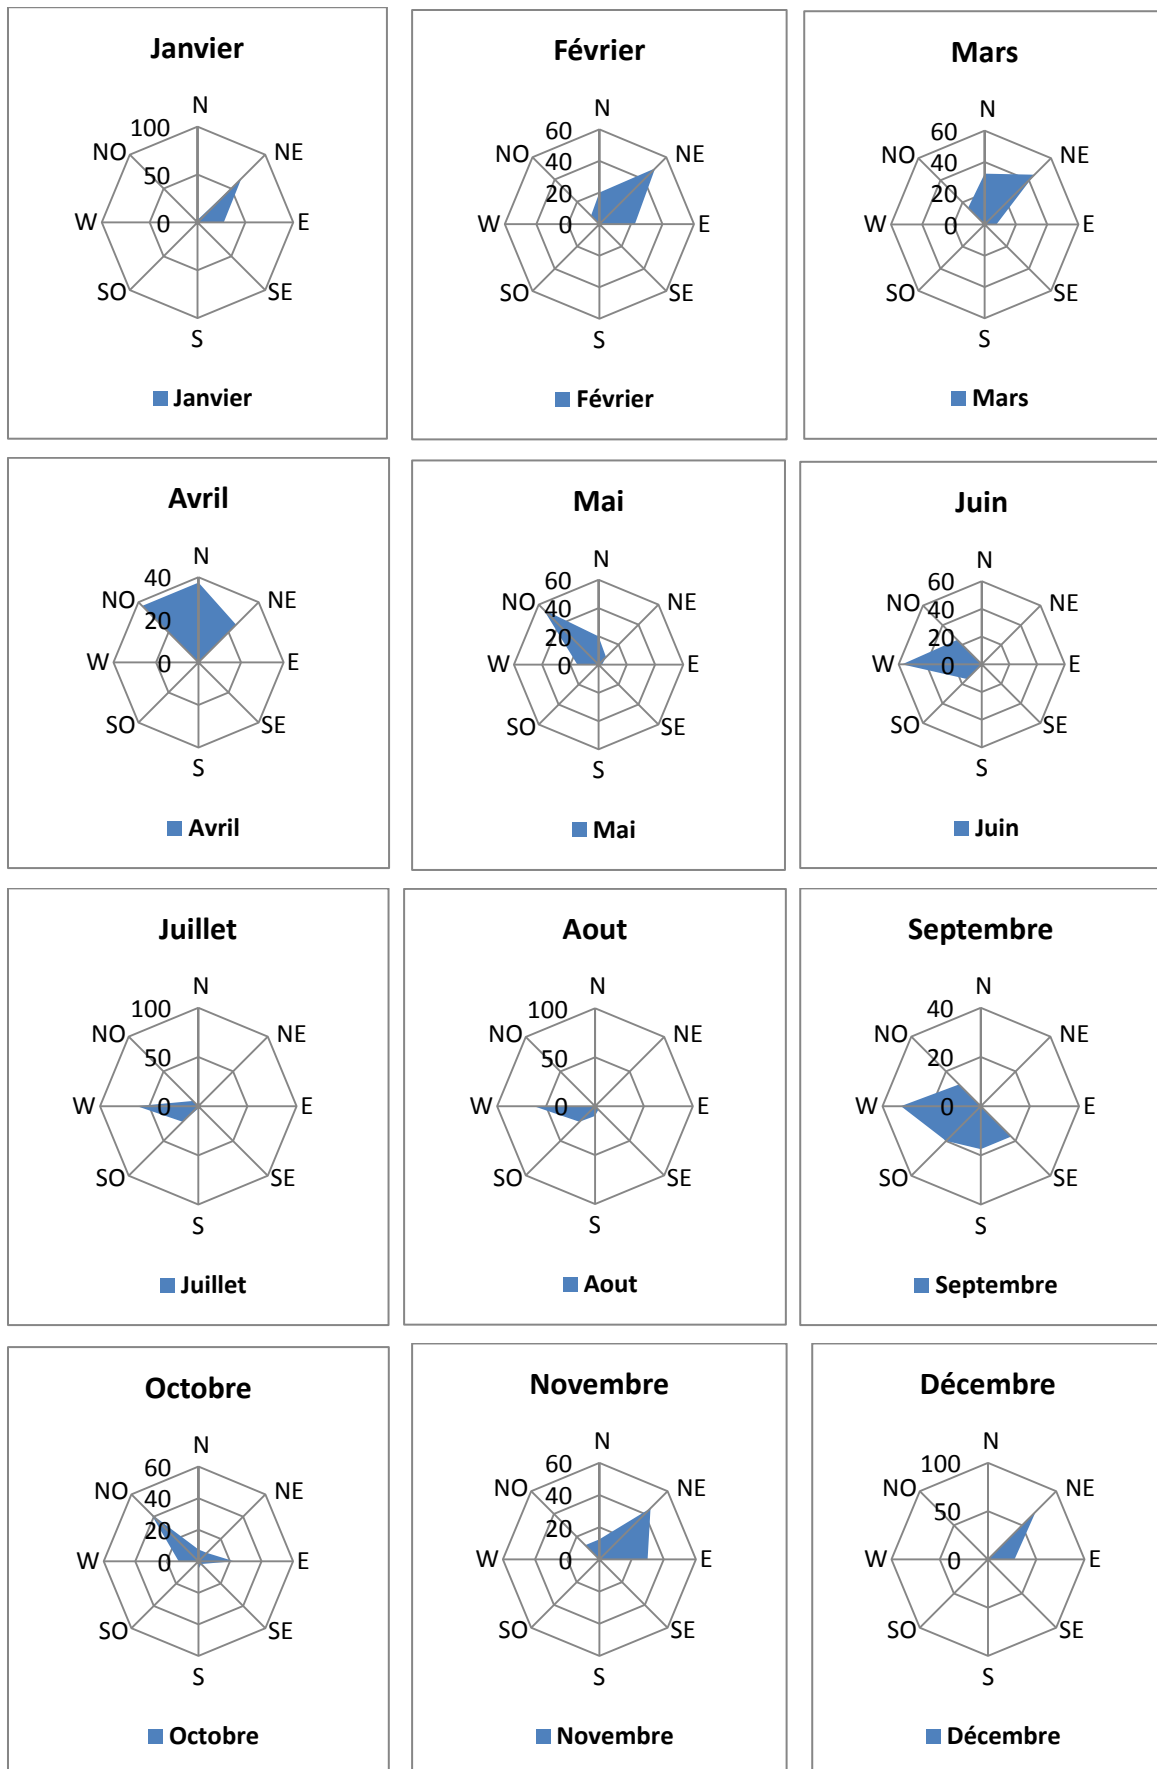 Janvier
N
100
NO
NE
50
W
0
E
SO
SE
S
Janvier
Février
N
60
NO
NE
40
20
W
0
E
SO
SE
S
Février
Mars
N
60
NO
NE
40
20
W
0
E
SO
SE
S
Mars
Avril
N
40
NO
NE
20
W
0
E
SO
SE
S
Avril
Mai
N
60
NO
NE
40
20
W
0
E
SO
SE
S
Mai
Juin
N
60
NO
NE
40
20
W
0
E
SO
SE
S
Juin
Juillet
N
100
NO
NE
50
W
0
E
SO
SE
S
Juillet
Aout
N
100
NO
NE
50
W
0
E
SO
SE
S
Aout
Septembre
N
40
NO
NE
20
W
0
E
SO
SE
S
Septembre
Octobre
N
60
NO
NE
40
20
W
0
E
SO
SE
S
Octobre
Novembre
N
60
NO
NE
40
20
W
0
E
SO
SE
S
Novembre
Décembre
N
100
NO
NE
50
W
0
E
SO
SE
S
Décembre